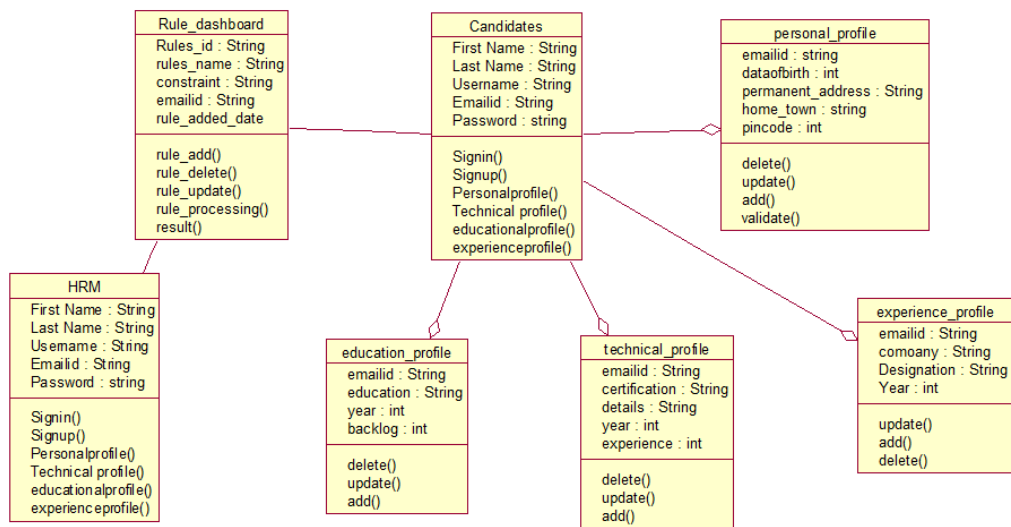 Rule_dashboard
Rules_id : String
rules_name : String
constraint : String
emailid : String
rule_added_date
rule_add()
rule_delete()
rule_update()
rule_processing()
result()
Candidates
First Name : String
Last Name : String
Username : String
Emailid : String
Password : string
Signin()
Signup()
Personalprofile()
Technical profile()
educationalprofile()
experienceprofile()
personal_profile
emailid : string
dataofbirth : int
permanent_address : String
home_town : string
pincode : int
delete()
update()
add()
validate()
HRM
First Name : String
Last Name : String
Username : String
Emailid : String
Password : string
Signin()
Signup()
Personalprofile()
Technical profile()
educationalprofile()
experienceprofile()
education_profile
emailid : String
education : String
year : int
backlog : int
delete()
update()
add()
technical_profile
emailid : String
certification : String
details : String
year : int
experience : int
delete()
update()
add()
experience_profile
emailid : String
comoany : String
Designation : String
Year : int
update()
add()
delete()